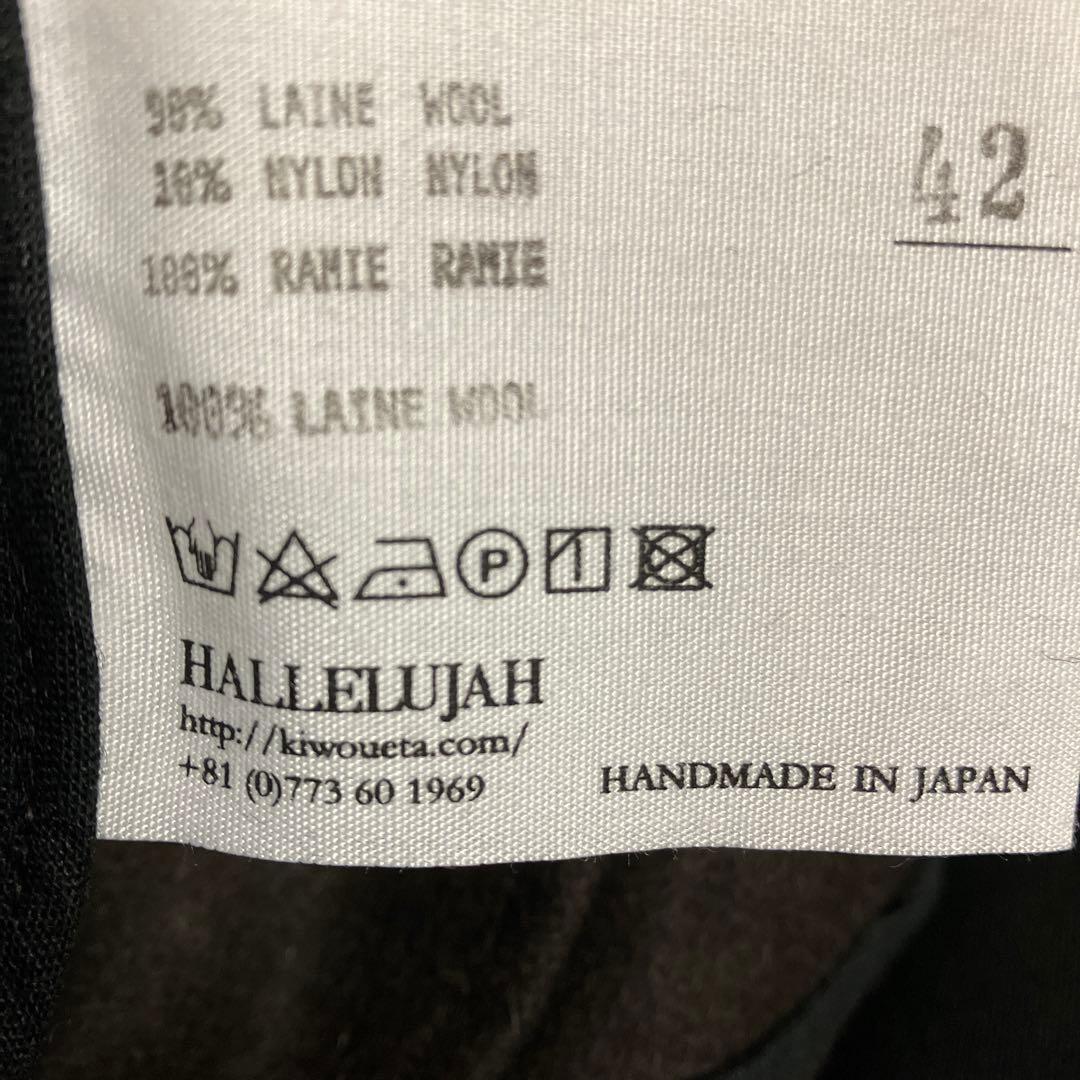 90% LAINE WOOL
10% NYLON NYLON
100% RAMIE RAMIE
100% LAINE WOOL
42
P
HALLELUJAH
http://kiwoueta.com/
+81 (0)773 60 1969
HANDMADE IN JAPAN